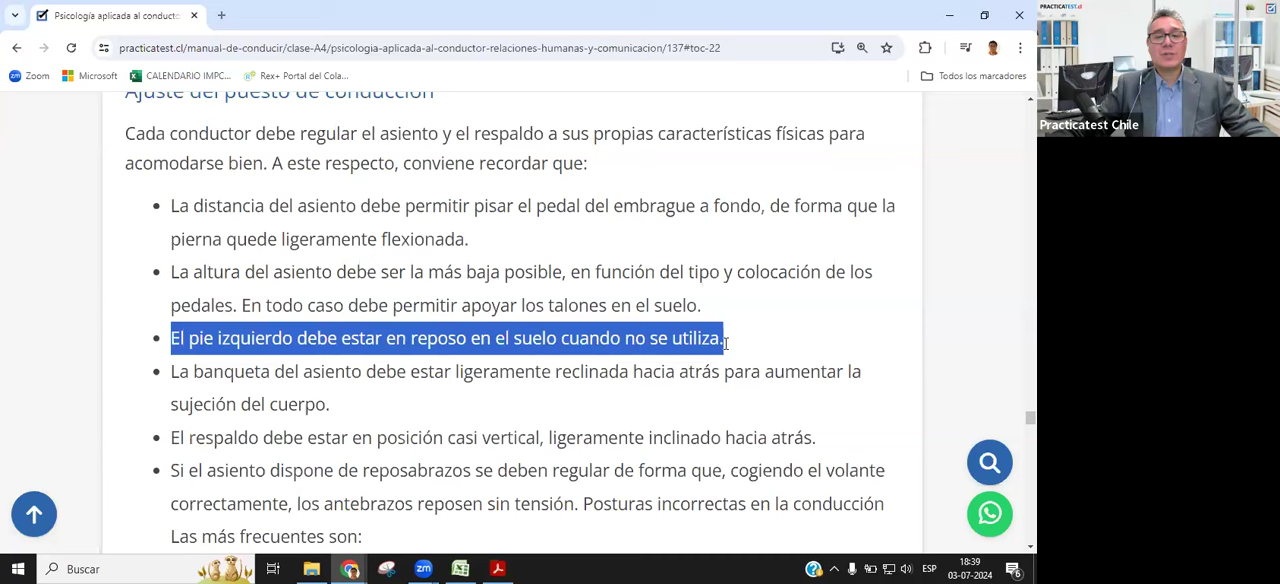 Psicología aplicada al conducto
practicatest.cl/manual-de-conducir/clase-A4/psicologia-aplicada-al-conductor-relaciones-humanas-y-comunicacion/137#toc-22
Zoom
Microsoft
CALENDARIO IMPC...
Rex+ Portal del Cola...
Todos los marcadores
PRACTICATEST.cl
Practicatest Chile
Ajuste del puesto de conducción
Cada conductor debe regular el asiento y el respaldo a sus propias características físicas para
acomodarse bien. A este respecto, conviene recordar que:
La distancia del asiento debe permitir pisar el pedal del embrague a fondo, de forma que la
pierna quede ligeramente flexionada.
La altura del asiento debe ser la más baja posible, en función del tipo y colocación de los
pedales. En todo caso debe permitir apoyar los talones en el suelo.
El pie izquierdo debe estar en reposo en el suelo cuando no se utiliza.
La banqueta del asiento debe estar ligeramente reclinada hacia atrás para aumentar la
sujeción del cuerpo.
El respaldo debe estar en posición casi vertical, ligeramente inclinado hacia atrás.
Si el asiento dispone de reposabrazos se deben regular de forma que, cogiendo el volante
correctamente, los antebrazos reposen sin tensión. Posturas incorrectas en la conducción
Las más frecuentes son:
Buscar
zm
ESP
18:39
03-07-2024
6